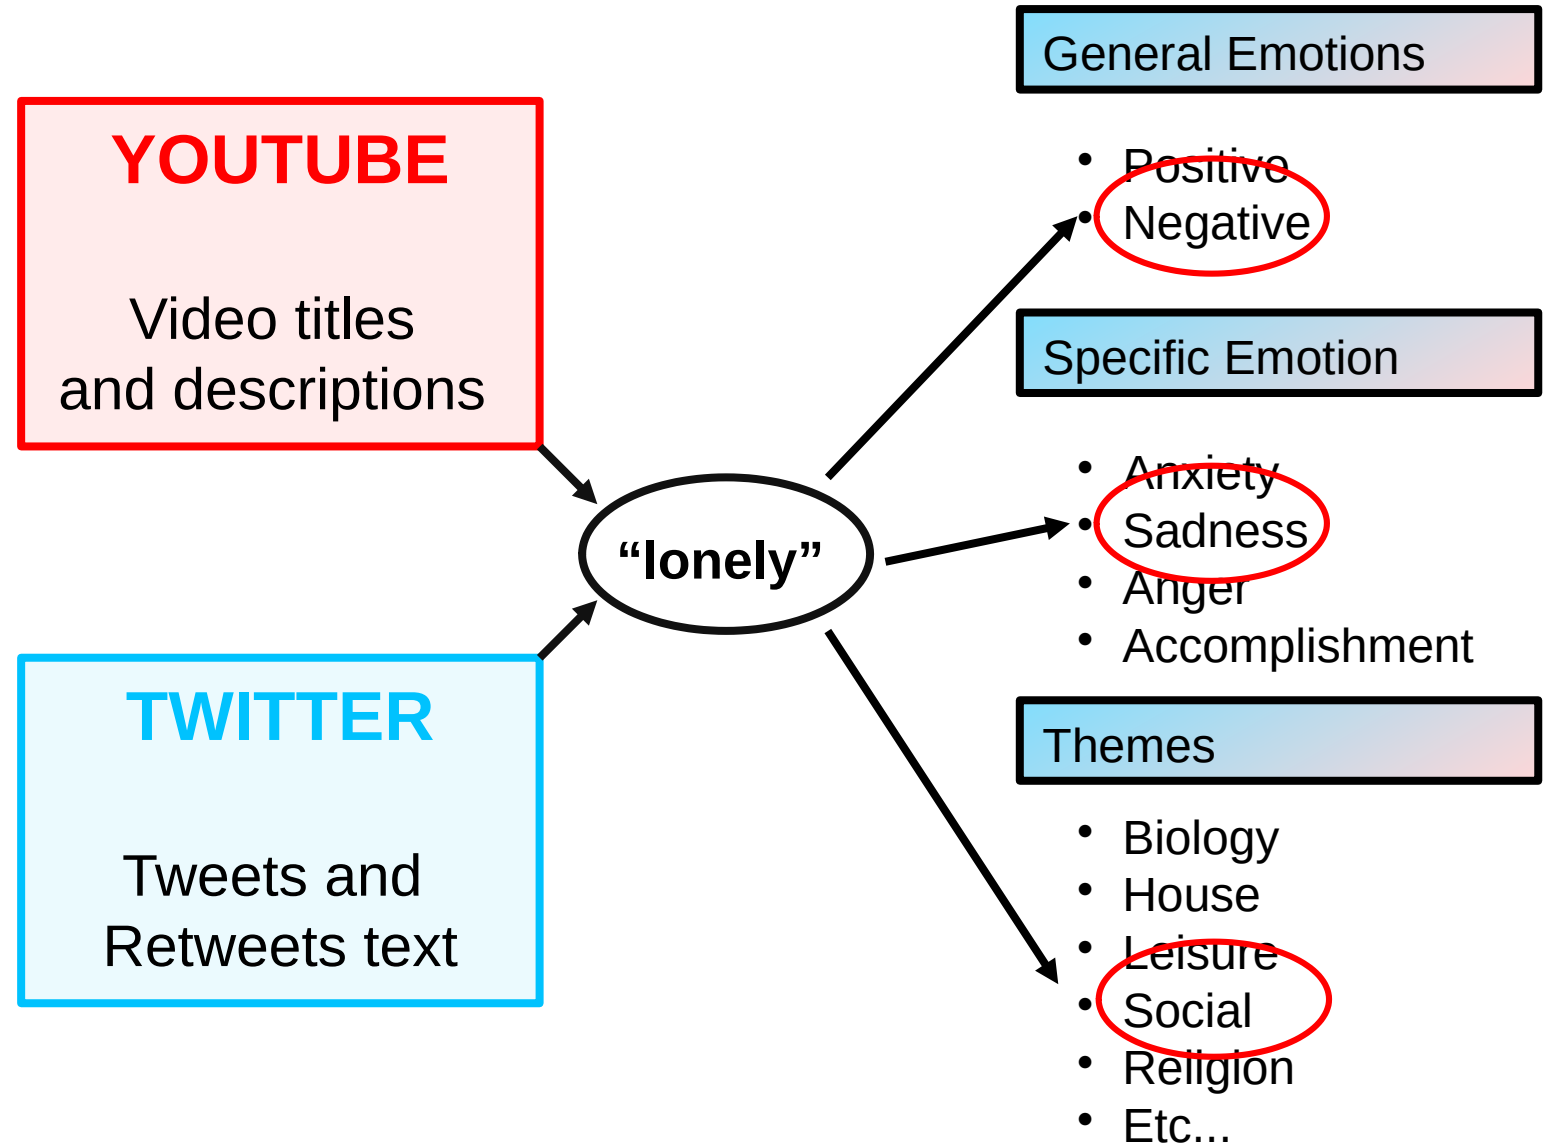 YOUTUBE
Video titles
and descriptions
TWITTER
Tweets and
Retweets text
“lonely”
General Emotions
• Positive
• Negative
Specific Emotion
• Anxiety
• Sadness
• Anger
• Accomplishment
Themes
• Biology
• House
• Leisure
• Social
• Religion
• Etc...